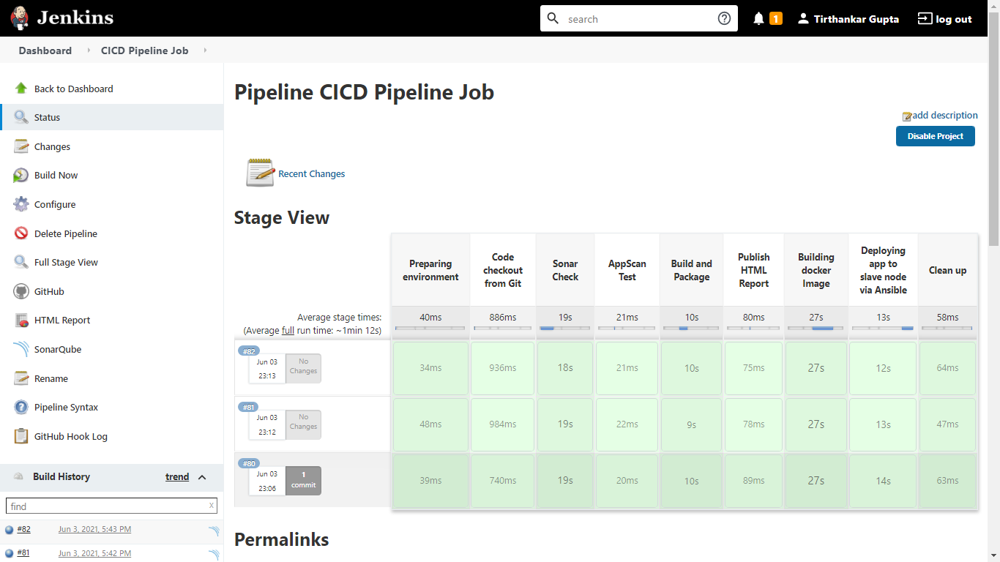 Jenkins
search
1
Tirthankar Gupta
log out
Dashboard
CICD Pipeline Job
Back to Dashboard
Status
Changes
Build Now
Configure
Delete Pipeline
Full Stage View
GitHub
HTML Report
SonarQube
Rename
Pipeline Syntax
GitHub Hook Log
Build History
trend
find
x
#82
Jun 3, 2021, 5:43 PM
#81
Jun 3, 2021, 5:42 PM
Pipeline CICD Pipeline Job
add description
Disable Project
Recent Changes
Stage View
Preparing
environment
Code
checkout
from Git
Sonar
Check
AppScan
Test
Build and
Package
Publish
HTML
Report
Building
docker
Image
Deploying
app to
slave node
via Ansible
Clean up
Average stage times:
(Average full run time: ~1min 12s)
40ms
886ms
19s
21ms
10s
80ms
27s
13s
58ms
#82
Jun 03
23:13
No
Changes
34ms
936ms
18s
21ms
10s
75ms
27s
12s
64ms
#81
Jun 03
23:12
No
Changes
48ms
984ms
19s
22ms
9s
78ms
27s
13s
47ms
#80
Jun 03
23:06
1
commit
39ms
740ms
19s
20ms
10s
89ms
27s
14s
63ms
Permalinks